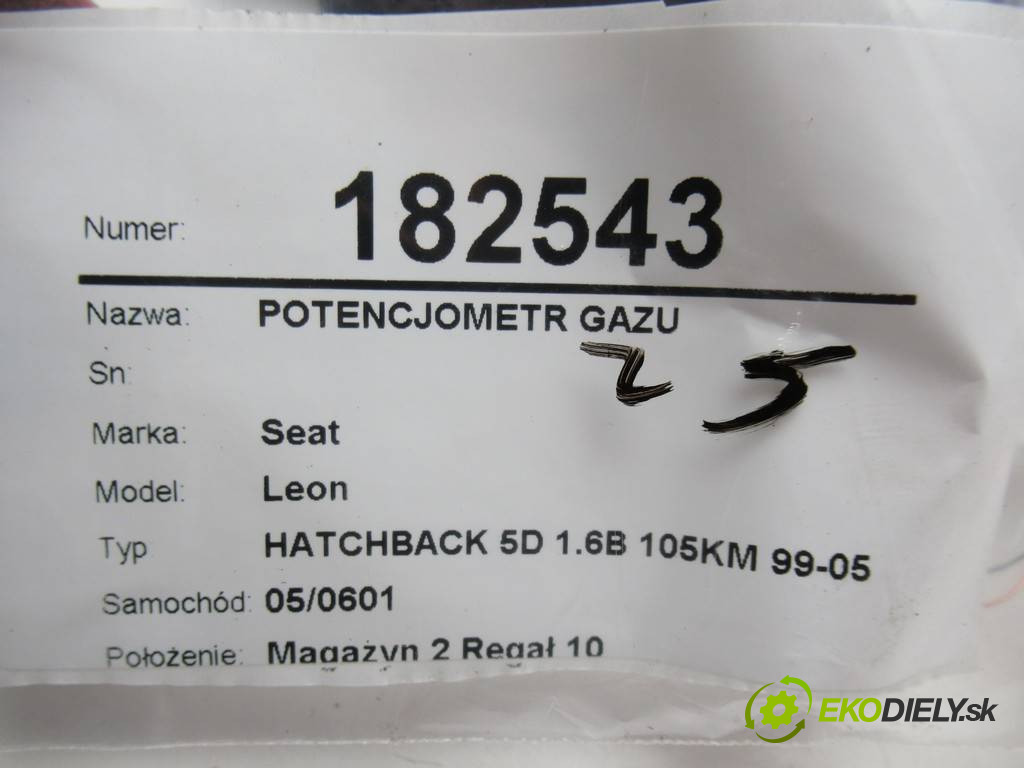 Numer: 182543
Nazwa: POTENCJOMETR GAZU
25
Sn:
Marka: Seat
Model: Leon
Typ HATCHBACK 5D 1.6B 105KM 99-05
Samochód: 05/0601
Położenie: Magazyn 2 Regał 10
EKODIELY.sk